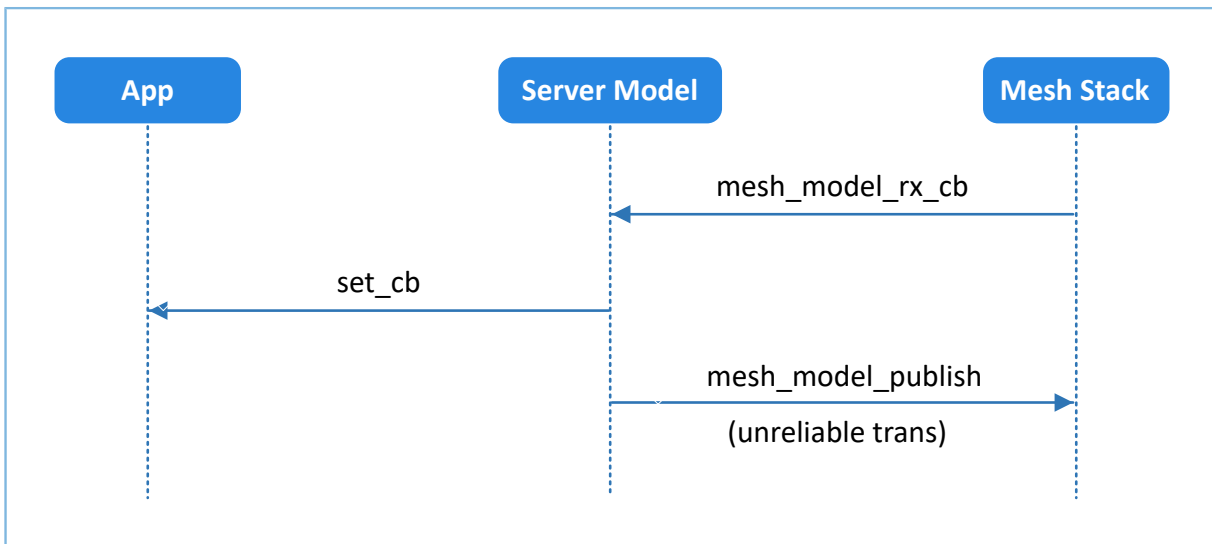 App
Server Model
Mesh Stack
mesh_model_rx_cb
set_cb
mesh_model_publish
(unreliable trans)